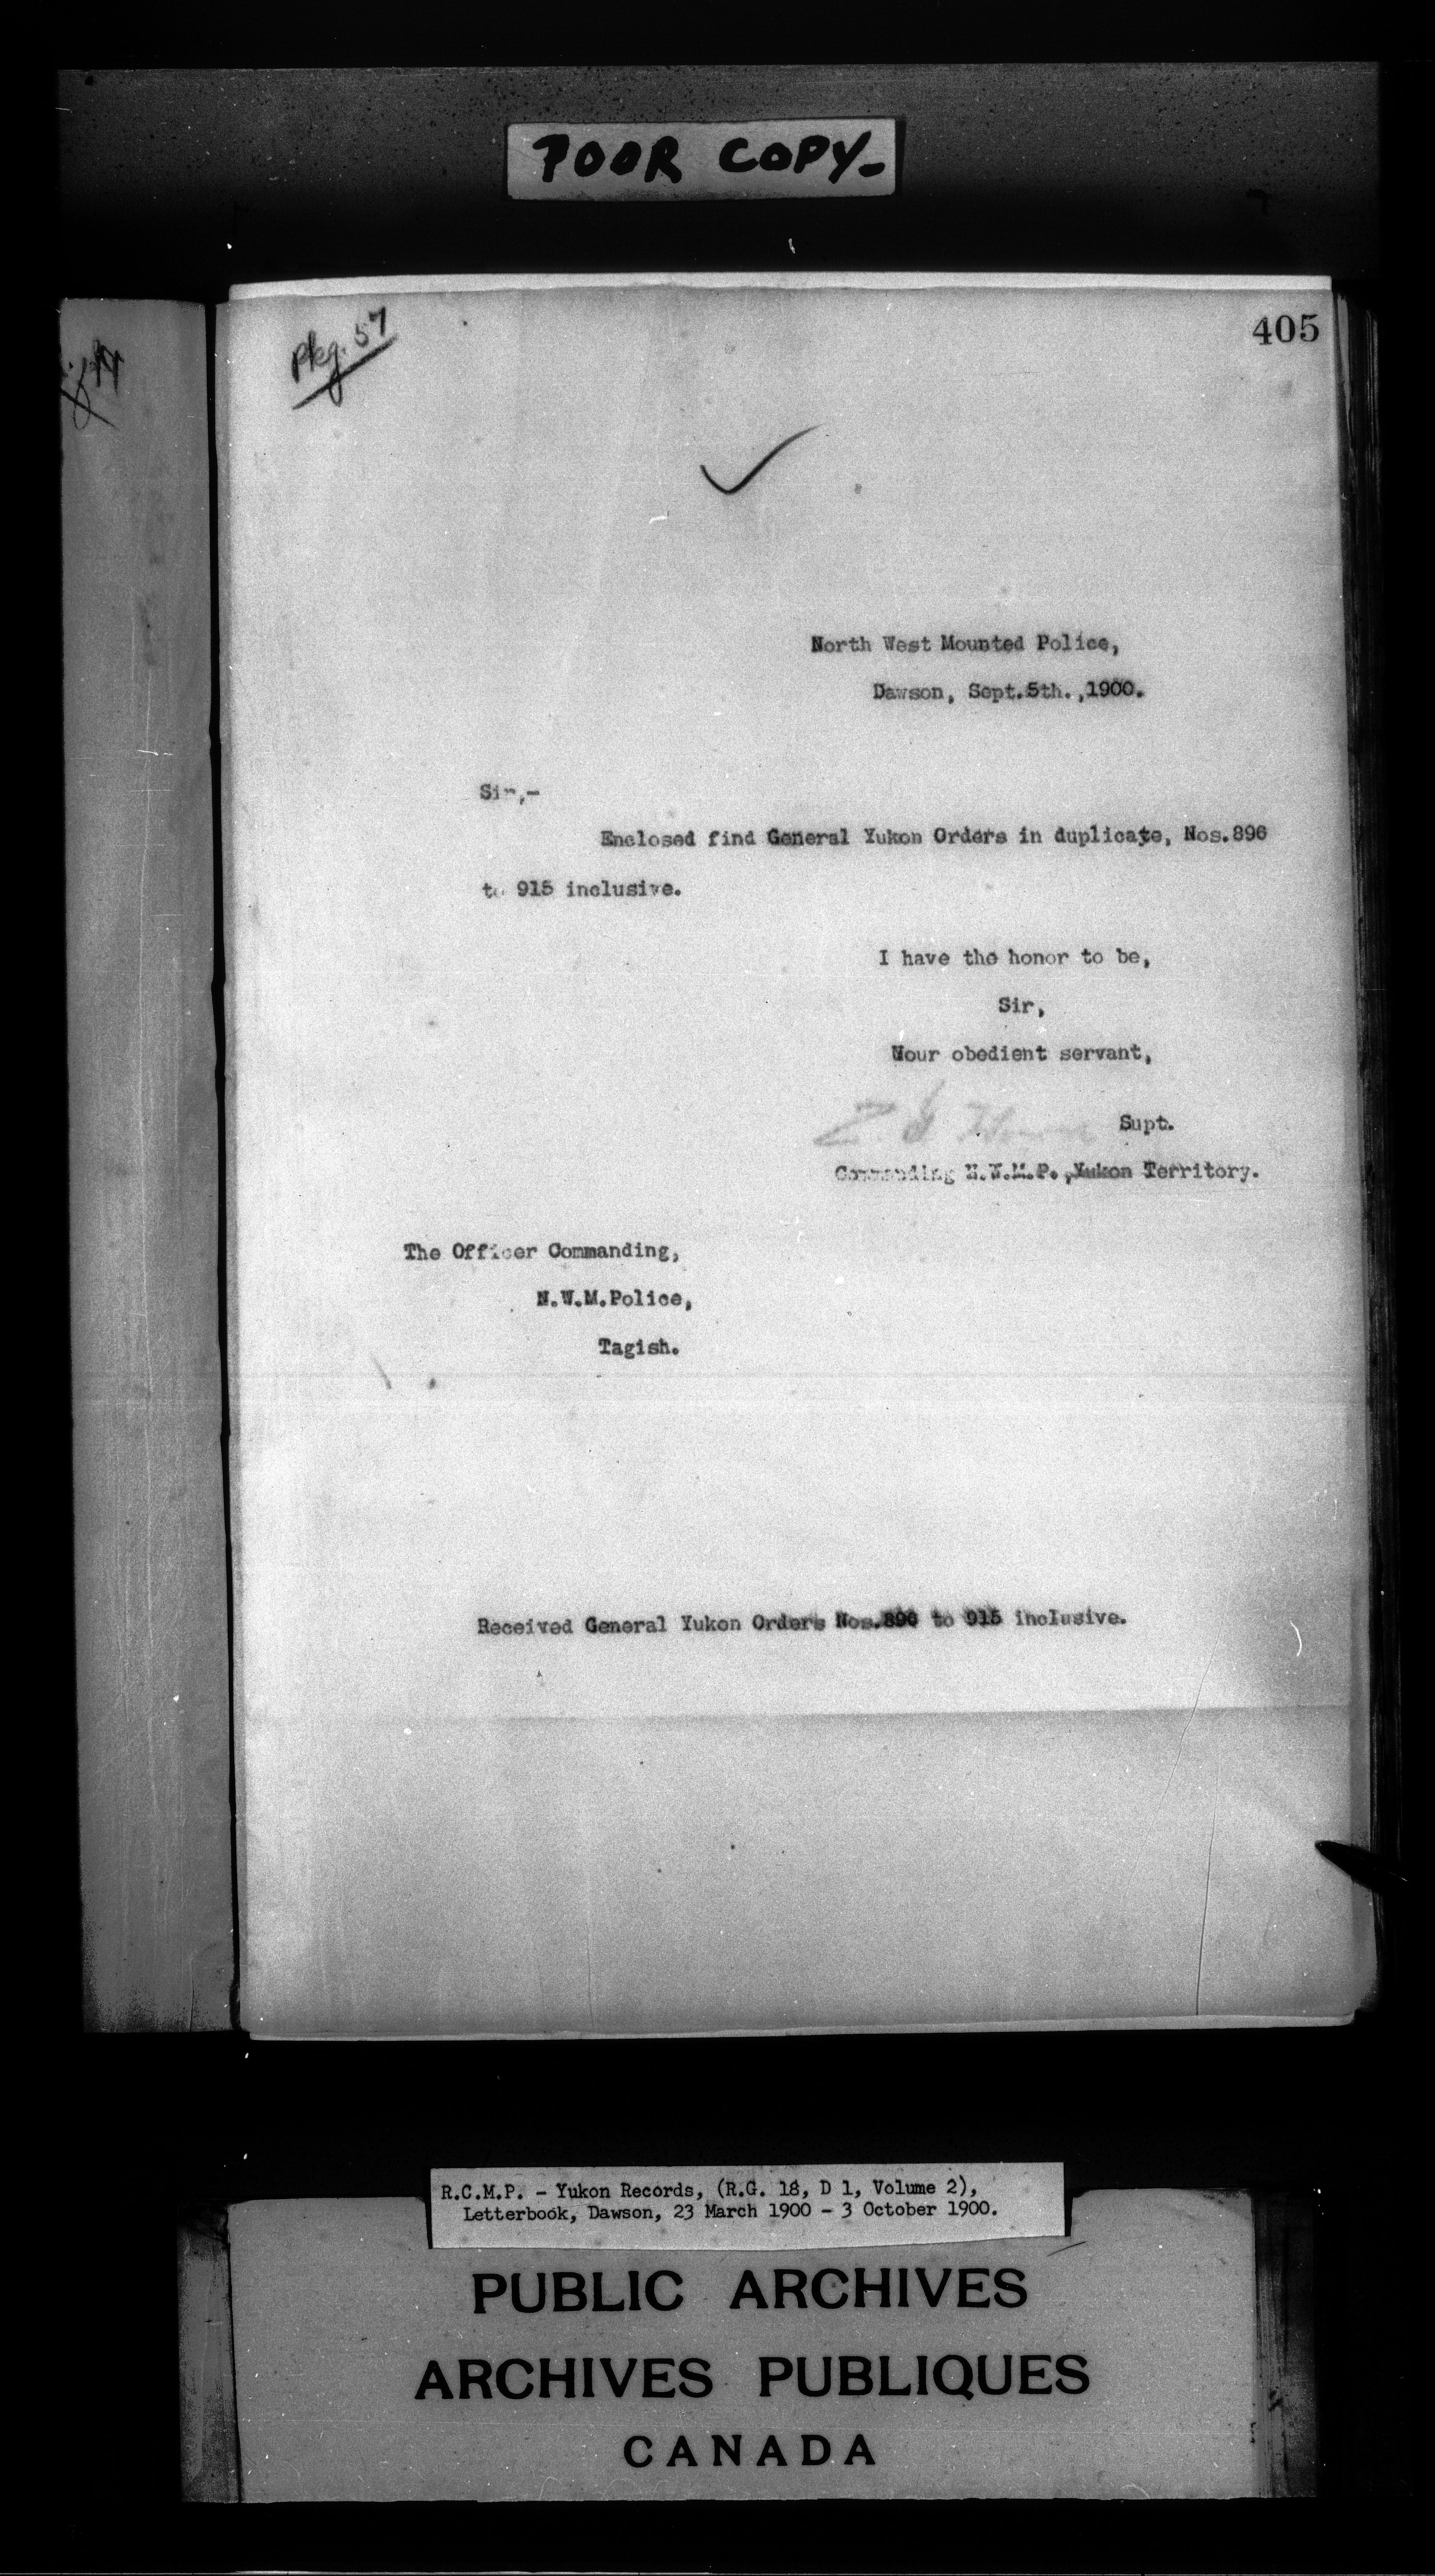 POOR COPY-
Pkg. 57
405
North West Mounted Police,
Dawson, Sept.5th.,1900.
Sir,-
Enclosed find General Yukon Orders in duplicate, Nos.896
to 915 inclusive.
I have the honor to be,
Sir,
Your obedient servant,
Supt.
Commanding N.W.M.P.,Yukon Territory.
The Officer Commanding,
N.W.M.Police,
Tagish.
Received General Yukon Orders Nos.896 to 915 inclusive.
R.C.M.P. - Yukon Records, (R.G. 18, D 1, Volume 2),
Letterbook, Dawson, 23 March 1900 - 3 October 1900.
PUBLIC ARCHIVES
ARCHIVES PUBLIQUES
CANADA